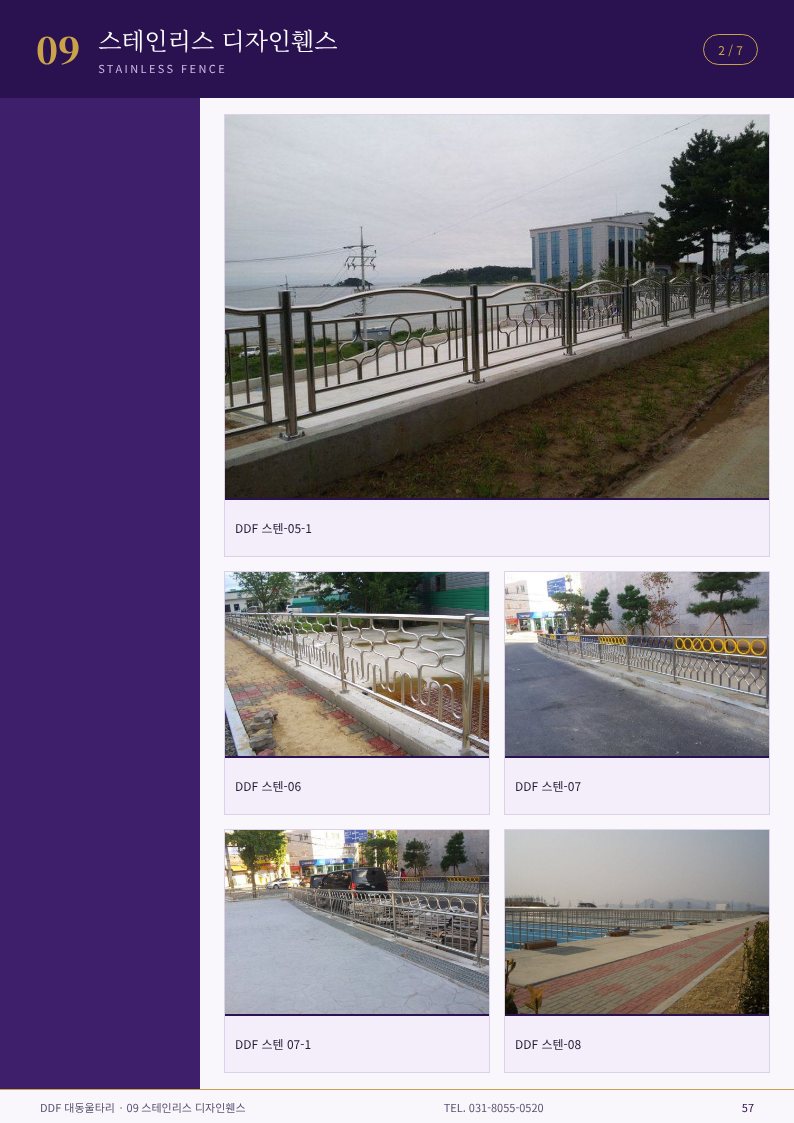 09
스테인리스 디자인휀스
STAINLESS FENCE
2 / 7
DDF 스텐-05-1
DDF 스텐-06
DDF 스텐-07
DDF 스텐 07-1
DDF 스텐-08
DDF 대동울타리 · 09 스테인리스 디자인휀스
TEL. 031-8055-0520
57